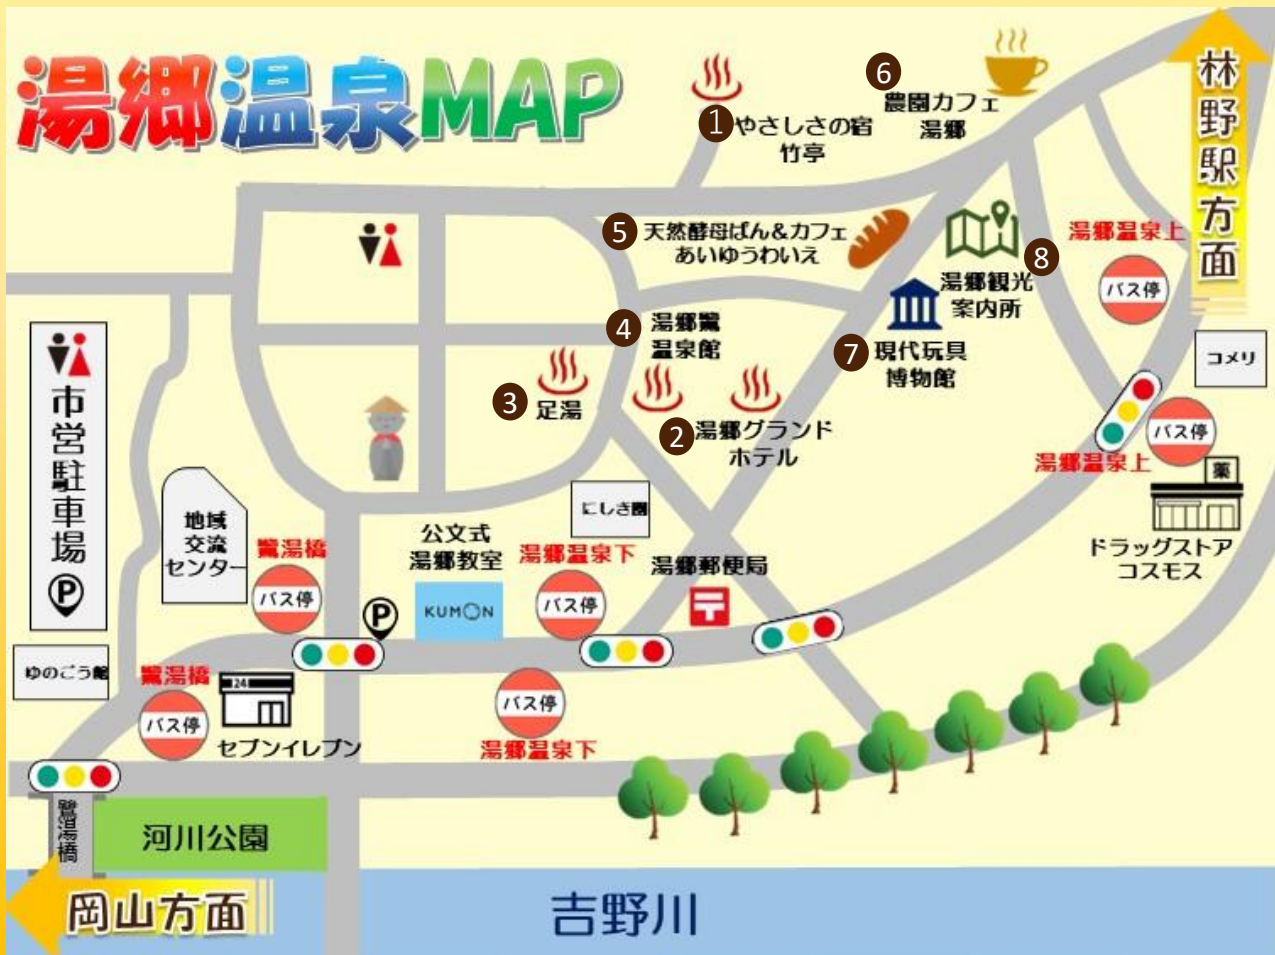 湯郷温泉MAP
6
農園カフェ
湯郷
1
やさしさの宿
竹亭
林野駅方面
5
天然酵母ぱん&カフェ
あいゆうわいえ
8
湯郷観光
案内所
湯郷温泉上
バス停
4
湯郷鷺
温泉館
7
現代玩具
博物館
コメリ
市営駐車場
P
3
足湯
2
湯郷グランド
ホテル
バス停
湯郷温泉上
薬
ドラッグストア
コスモス
地域
交流
センター
鷺湯橋
バス停
公文式
湯郷教室
KUMON
P
にしき園
湯郷温泉下
バス停
湯郷郵便局
ゆのごう館
鷺湯橋
バス停
24
セブンイレブン
バス停
湯郷温泉下
鷺湯橋
河川公園
岡山方面
吉野川